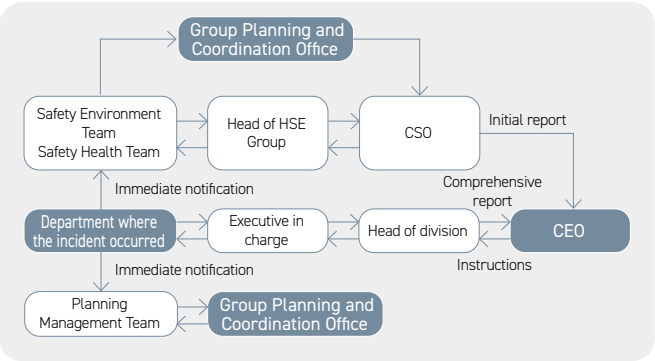 Group Planning and
Coordination Office
Safety Environment
Team
Safety Health Team
Head of HSE
Group
CSO
Initial report
Immediate notification
Comprehensive
report
Department where
the incident occurred
Executive in
charge
Head of division
CEO
Immediate notification
Instructions
Planning
Management Team
Group Planning and
Coordination Office